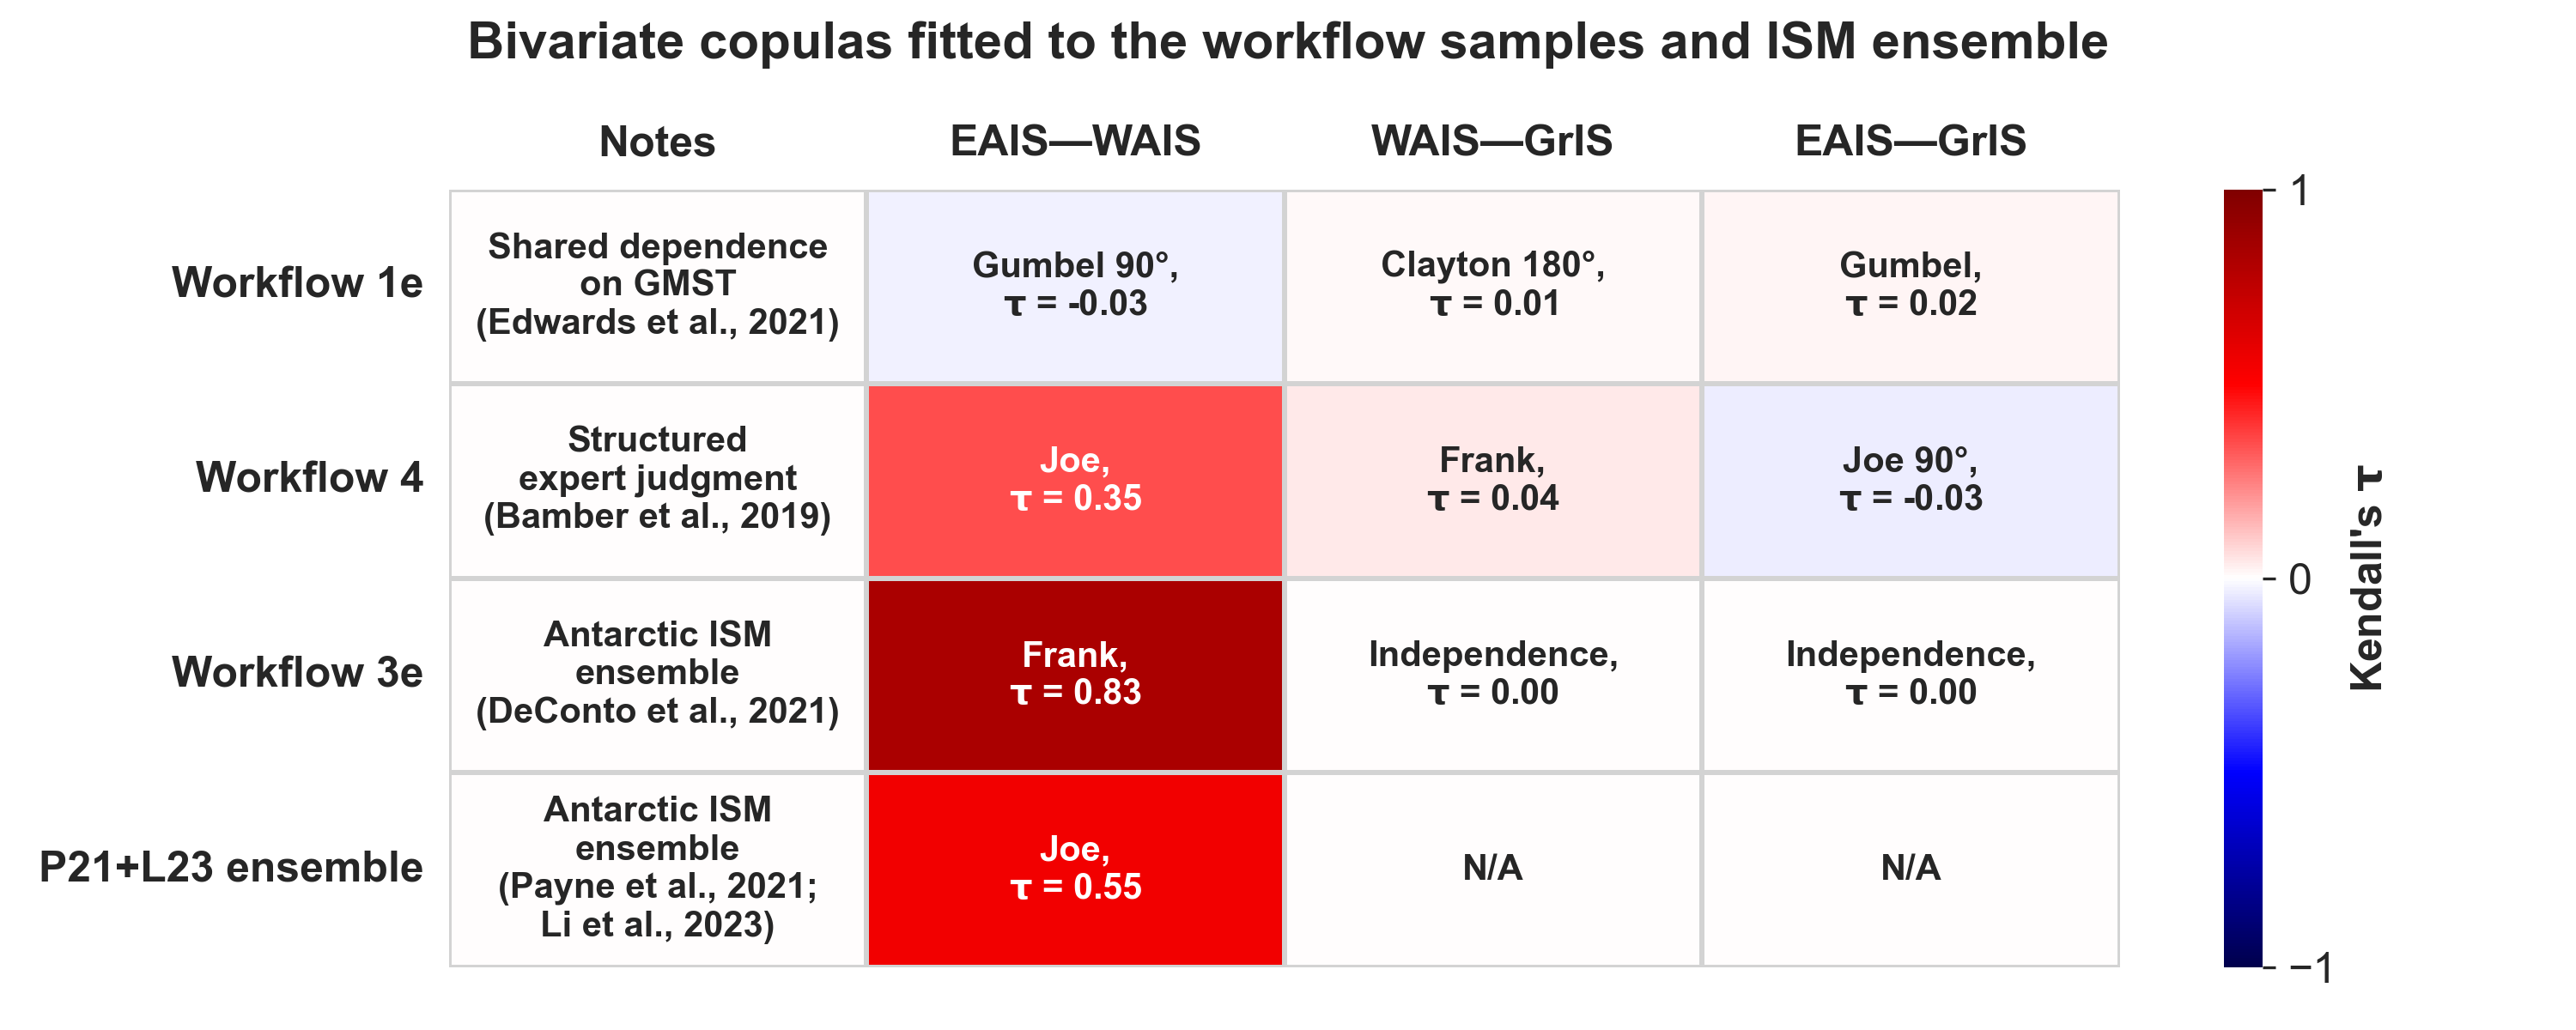 Bivariate copulas fitted to the workflow samples and ISM ensemble
Notes
EAIS—WAIS
WAIS—GrIS
EAIS—GrIS
Workflow 1e
Shared dependence
on GMST
(Edwards et al., 2021)
Gumbel 90°,
τ = -0.03
Clayton 180°,
τ = 0.01
Gumbel,
τ = 0.02
Workflow 4
Structured
expert judgment
(Bamber et al., 2019)
Joe,
τ = 0.35
Frank,
τ = 0.04
Joe 90°,
τ = -0.03
Workflow 3e
Antarctic ISM
ensemble
(DeConto et al., 2021)
Frank,
τ = 0.83
Independence,
τ = 0.00
Independence,
τ = 0.00
P21+L23 ensemble
Antarctic ISM
ensemble
(Payne et al., 2021;
Li et al., 2023)
Joe,
τ = 0.55
N/A
N/A
1
0
−1
Kendall's τ